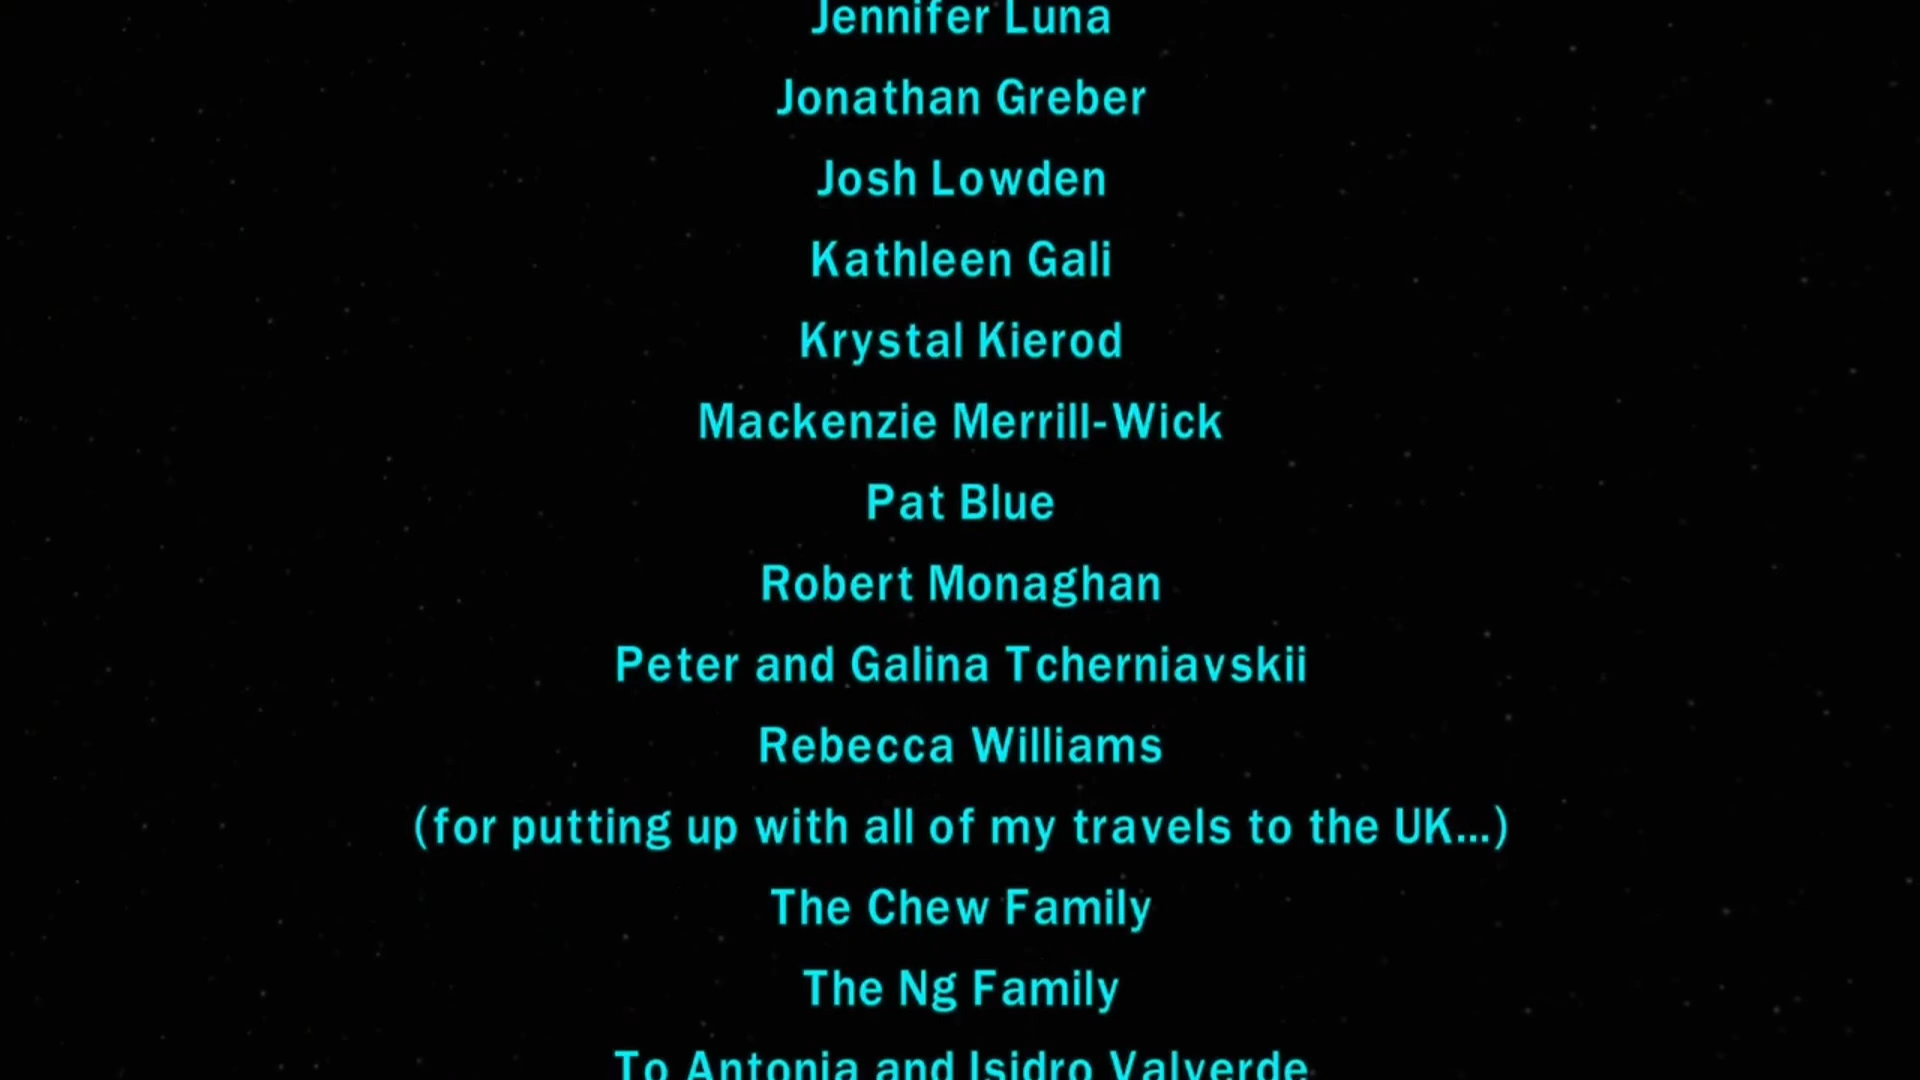 Jennifer Luna
Jonathan Greber
Josh Lowden
Kathleen Gali
Krystal Kierod
Mackenzie Merrill-Wick
Pat Blue
Robert Monaghan
Peter and Galina Tcherniavskii
Rebecca Williams
(for putting up with all of my travels to the UK...)
The Chew Family
The Ng Family
To Antonia and Isidro Valverde